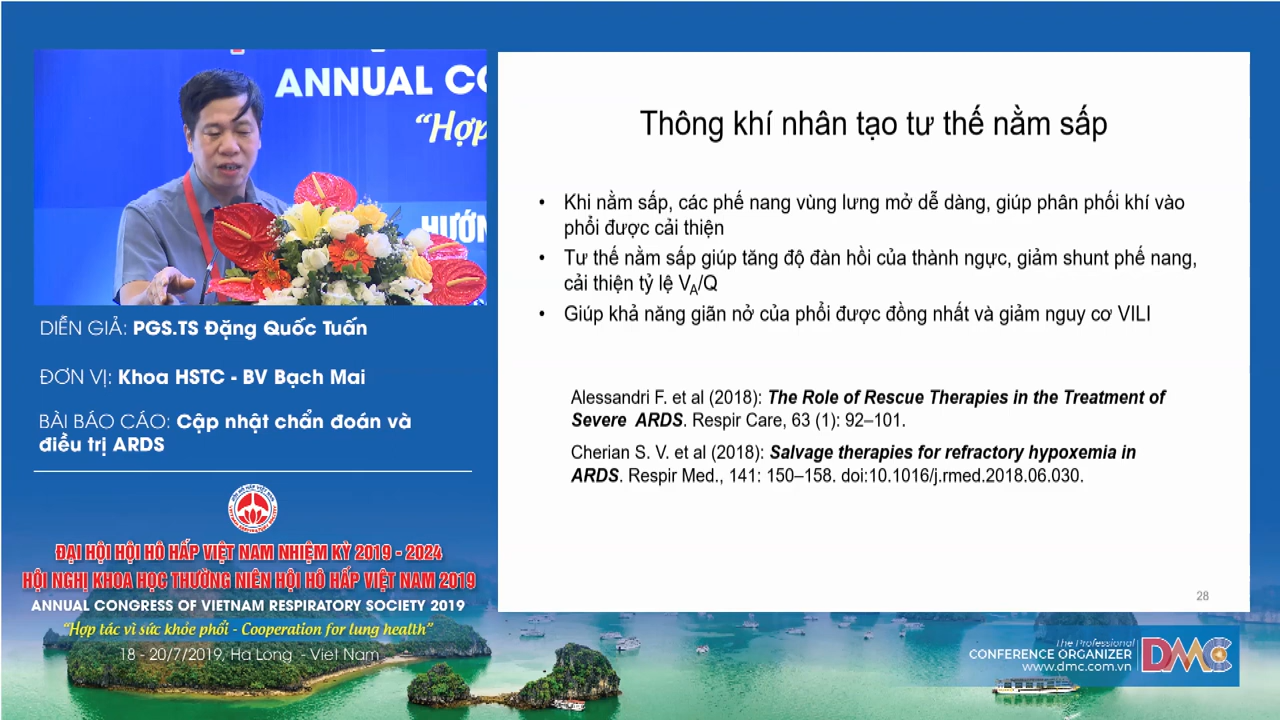 ANNUAL CO
“Hợp
HƯỚN
DIỄN GIẢ: PGS.TS Đặng Quốc Tuấn
ĐƠN VỊ: Khoa HSTC - BV Bạch Mai
BÀI BÁO CÁO: Cập nhật chẩn đoán và
điều trị ARDS
ĐẠI HỘI HỘI HÔ HẤP VIỆT NAM NHIỆM KỲ 2019 - 2024
HỘI NGHỊ KHOA HỌC THƯỜNG NIÊN HỘI HÔ HẤP VIỆT NAM 2019
ANNUAL CONGRESS OF VIETNAM RESPIRATORY SOCIETY 2019
“Hợp tác vì sức khỏe phổi - Cooperation for lung health”
18 - 20/7/2019, Ha Long - Viet Nam
Thông khí nhân tạo tư thế nằm sấp
• Khi nằm sấp, các phế nang vùng lưng mở dễ dàng, giúp phân phối khí vào
phổi được cải thiện
• Tư thế nằm sấp giúp tăng độ đàn hồi của thành ngực, giảm shunt phế nang,
cải thiện tỷ lệ VA/Q
• Giúp khả năng giãn nở của phổi được đồng nhất và giảm nguy cơ VILI
Alessandri F. et al (2018): The Role of Rescue Therapies in the Treatment of
Severe ARDS. Respir Care, 63 (1): 92–101.
Cherian S. V. et al (2018): Salvage therapies for refractory hypoxemia in
ARDS. Respir Med., 141: 150–158. doi:10.1016/j.rmed.2018.06.030.
28
The Professional
CONFERENCE ORGANIZER
www.dmc.com.vn
DMC